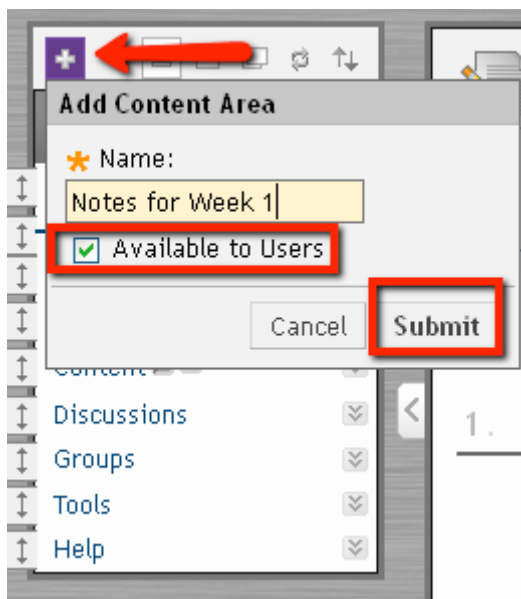 Add Content Area
Name:
Notes for Week 1
Available to Users
Cancel Submit
Content
Discussions
Groups
Tools
Help
1.